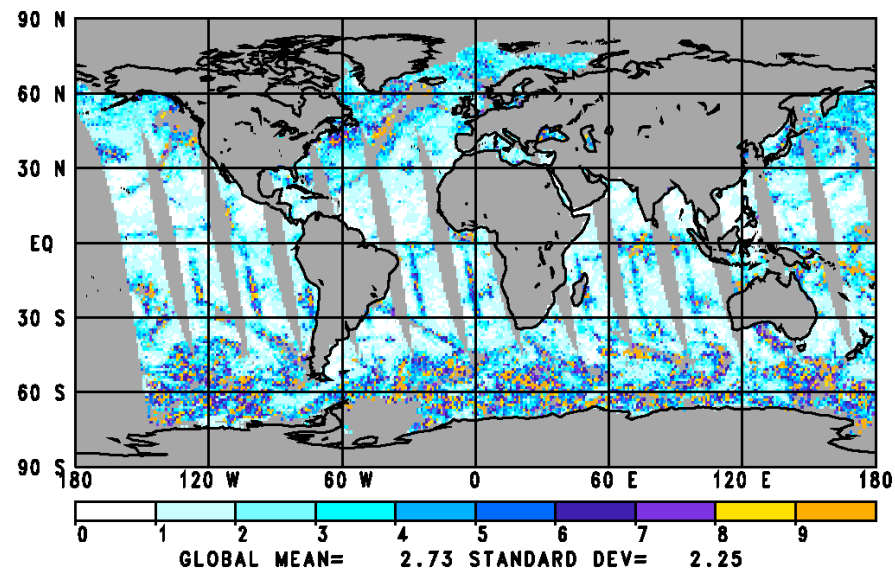 90 N
60 N
30 N
EQ
30 S
60 S
90 S
180 120 W 60 W 0 60 E 120 E 180
0 1 2 3 4 5 6 7 8 9
GLOBAL MEAN= 2.73 STANDARD DEV= 2.25